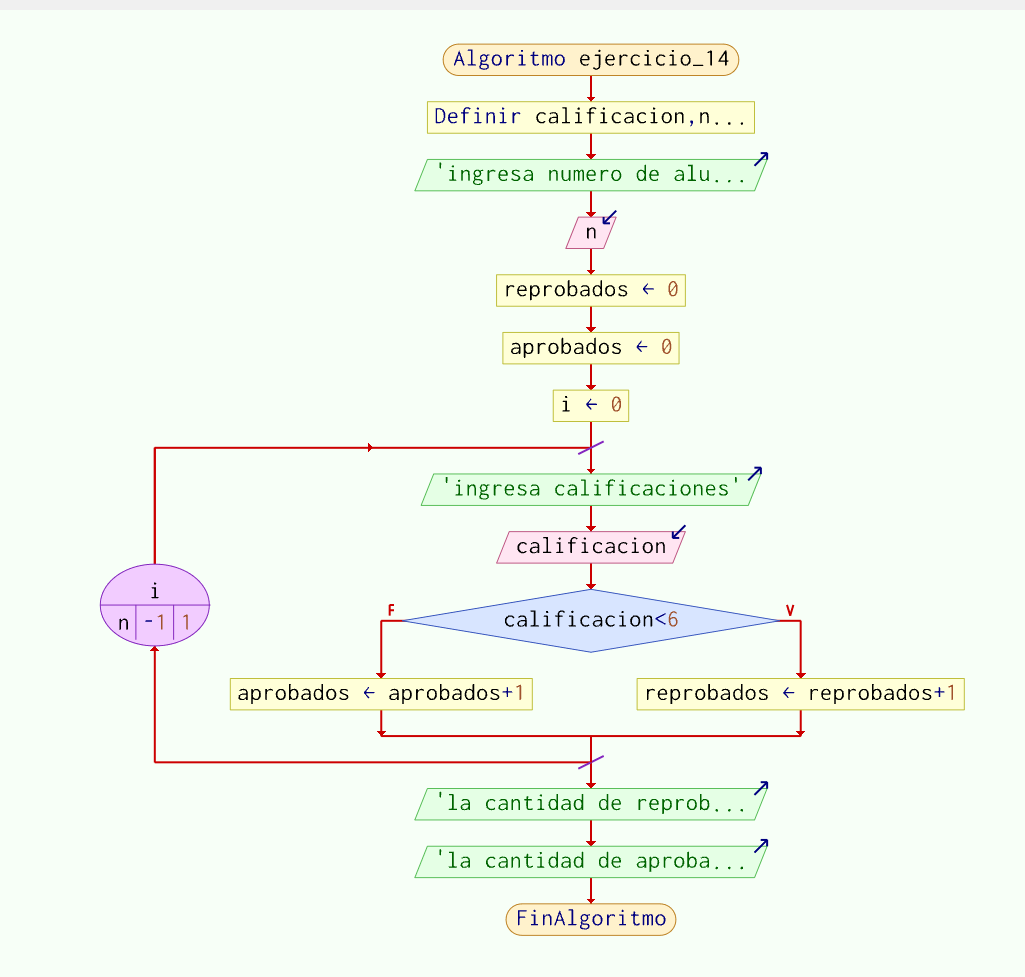 Algoritmo ejercicio_14
Definir calificacion,n...
'ingresa numero de alu...
n
reprobados ← 0
aprobados ← 0
i ← 0
'ingresa calificaciones'
calificacion
i
n -1 1
F
calificacion<6
V
aprobados ← aprobados+1
reprobados ← reprobados+1
'la cantidad de reprob...
'la cantidad de aproba...
FinAlgoritmo